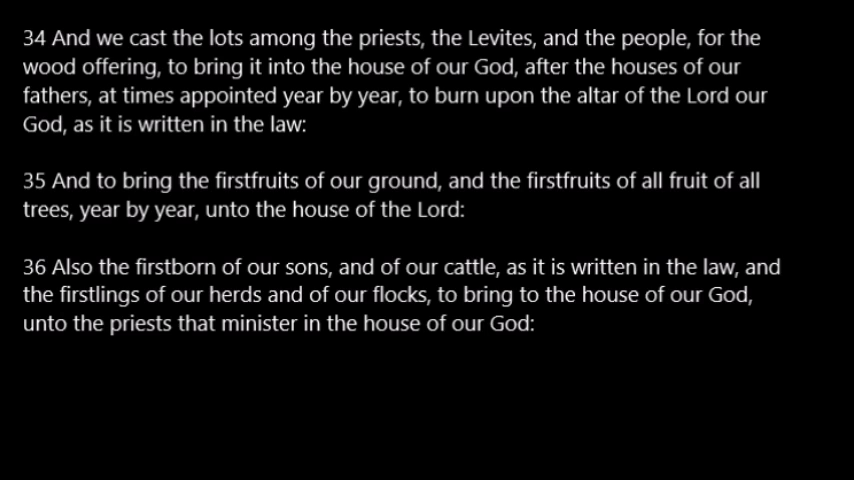 34 And we cast the lots among the priests, the Levites, and the people, for the
wood offering, to bring it into the house of our God, after the houses of our
fathers, at times appointed year by year, to burn upon the altar of the Lord our
God, as it is written in the law:
35 And to bring the firstfruits of our ground, and the firstfruits of all fruit of all
trees, year by year, unto the house of the Lord:
36 Also the firstborn of our sons, and of our cattle, as it is written in the law, and
the firstlings of our herds and of our flocks, to bring to the house of our God,
unto the priests that minister in the house of our God: